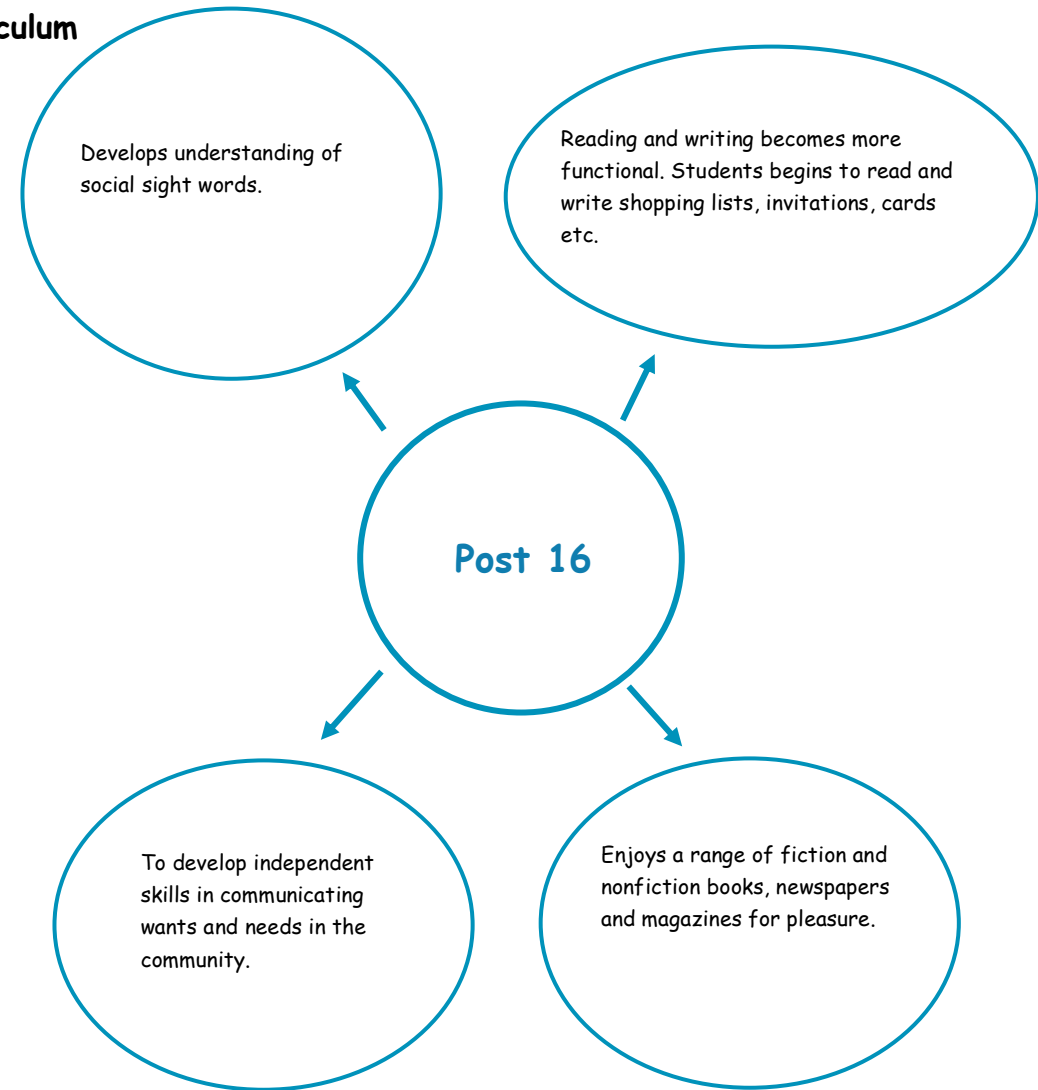 culum
Develops understanding of
social sight words.
Reading and writing becomes more
functional. Students begins to read and
write shopping lists, invitations, cards
etc.
Post 16
To develop independent
skills in communicating
wants and needs in the
community.
Enjoys a range of fiction and
nonfiction books, newspapers
and magazines for pleasure.